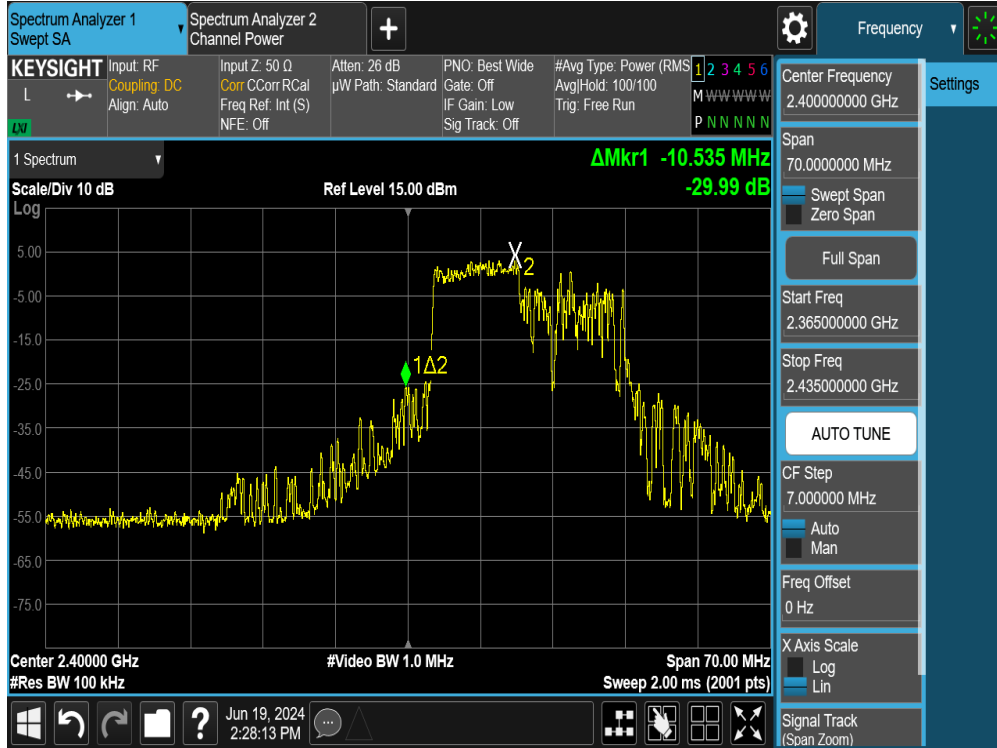 Spectrum Analyzer 1
Swept SA
Spectrum Analyzer 2
Channel Power
Frequency
KEYSIGHT
L
LXI
Input: RF
Coupling: DC
Align: Auto
Input Z: 50 Ω
Corr CCorr RCal
Freq Ref: Int (S)
NFE: Off
Atten: 26 dB
µW Path: Standard
PNO: Best Wide
Gate: Off
IF Gain: Low
Sig Track: Off
#Avg Type: Power (RMS
Avg|Hold: 100/100
Trig: Free Run
1 2 3 4 5 6
M W W W W W
P N N N N N
1 Spectrum
ΔMkr1 -10.535 MHz
-29.99 dB
Scale/Div 10 dB
Ref Level 15.00 dBm
Log
5.00
-5.00
-15.0
-25.0
-35.0
-45.0
-55.0
-65.0
-75.0
X
2
1Δ2
Center 2.40000 GHz
#Video BW 1.0 MHz
Span 70.00 MHz
#Res BW 100 kHz
Sweep 2.00 ms (2001 pts)
Jun 19, 2024
2:28:13 PM
Settings
Center Frequency
2.400000000 GHz
Span
70.0000000 MHz
Swept Span
Zero Span
Full Span
Start Freq
2.365000000 GHz
Stop Freq
2.435000000 GHz
AUTO TUNE
CF Step
7.000000 MHz
Auto
Man
Freq Offset
0 Hz
X Axis Scale
Log
Lin
Signal Track
(Span Zoom)